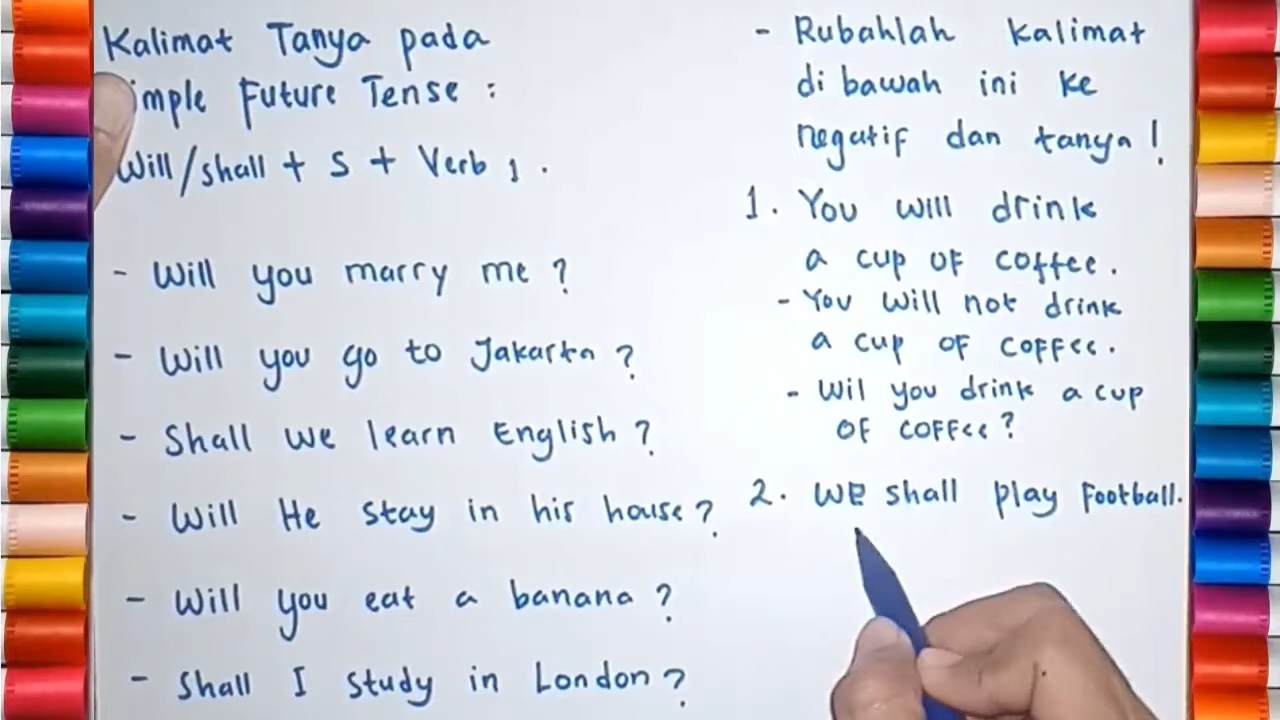 Kalimat Tanya pada
imple Future Tense :
Will/shall + S + Verb 1.
- Will you marry me ?
- Will you go to Jakarta ?
- Shall we learn English ?
- Will He stay in his house ?
- Will you eat a banana ?
- Shall I study in London ?
- Rubahlah kalimat
di bawah ini ke
negatif dan tanya !
1. You will drink
a cup of coffee.
- You will not drink
a cup of coffee.
- Wil you drink a cup
of coffee ?
2. We shall play football.